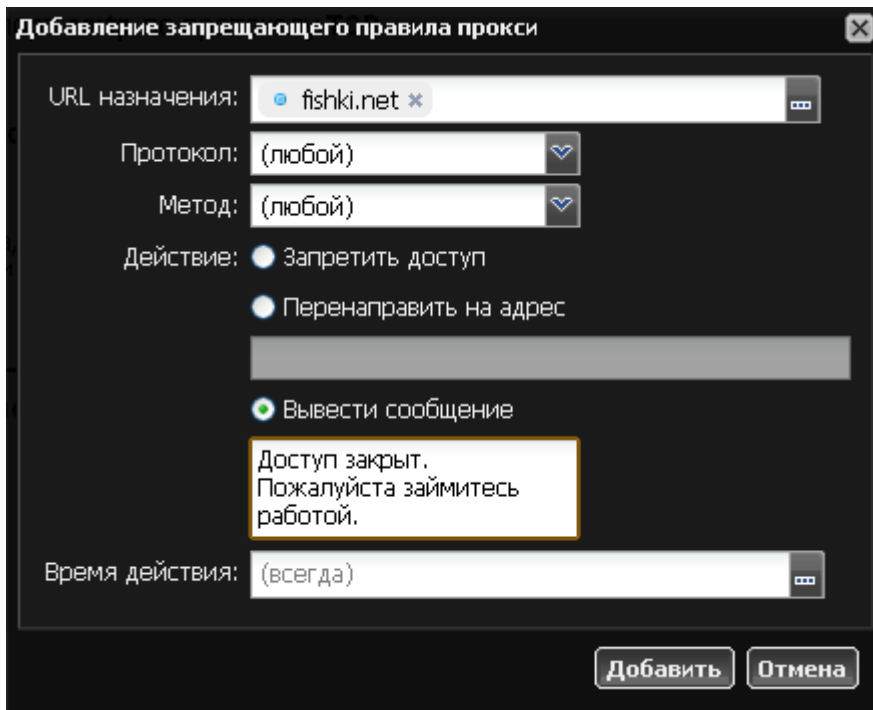 Добавление запрещающего правила прокси
URL назначения: fishki.net
Протокол: (любой)
Метод: (любой)
Действие: Запретить доступ
Перенаправить на адрес
Вывести сообщение
Доступ закрыт.
Пожалуйста займитесь
работой.
Время действия: (всегда)
Добавить Отмена